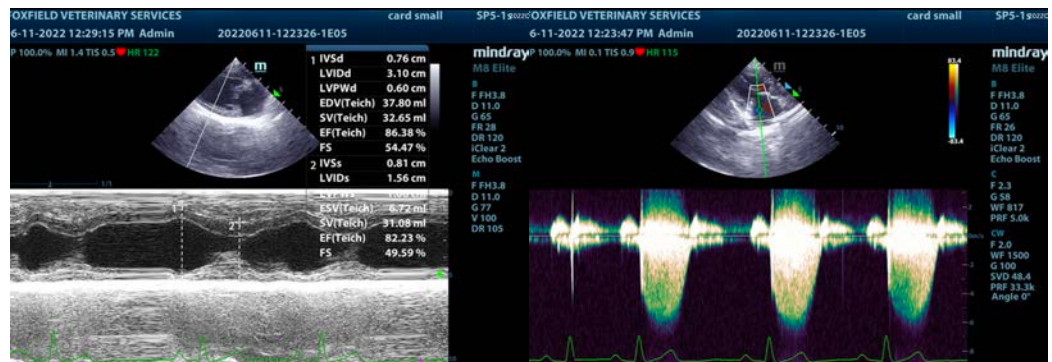 OXFIELD VETERINARY SERVICES
card small
SP5-1s
6-11-2022 12:29:15 PM Admin
20220611-122326-1E05
P 100.0% MI 1.4 TIS 0.5 HR 122
m
mindray
M8 Elite
1 IVSd 0.76 cm
LVIDd 3.10 cm
LVPWd 0.60 cm
EDV(Teich) 37.80 ml
SV(Teich) 32.65 ml
EF(Teich) 86.38 %
FS 54.47 %
2 IVSs 0.81 cm
LVIDs 1.56 cm
ESV(Teich) 6.72 ml
SV(Teich) 31.08 ml
EF(Teich) 82.23 %
FS 49.59 %
B
F FH3.8
D 11.0
G 65
FR 28
DR 120
iClear 2
Echo Boost
M
F FH3.8
D 11.0
G 77
V 100
DR 105
1/1
1
2
OXFIELD VETERINARY SERVICES
card small
SP5-1s
6-11-2022 12:23:47 PM Admin
20220611-122326-1E05
P 100.0% MI 0.1 TIS 0.9 HR 115
mindray
M8 Elite
83.4
-83.4
10
B
F FH3.8
D 11.0
G 65
FR 26
DR 120
iClear 2
Echo Boost
C
F 2.3
G 58
WF 817
PRF 5.0k
CW
F 2.0
WF 1500
G 100
SVD 48.4
PRF 33.3k
Angle 0°